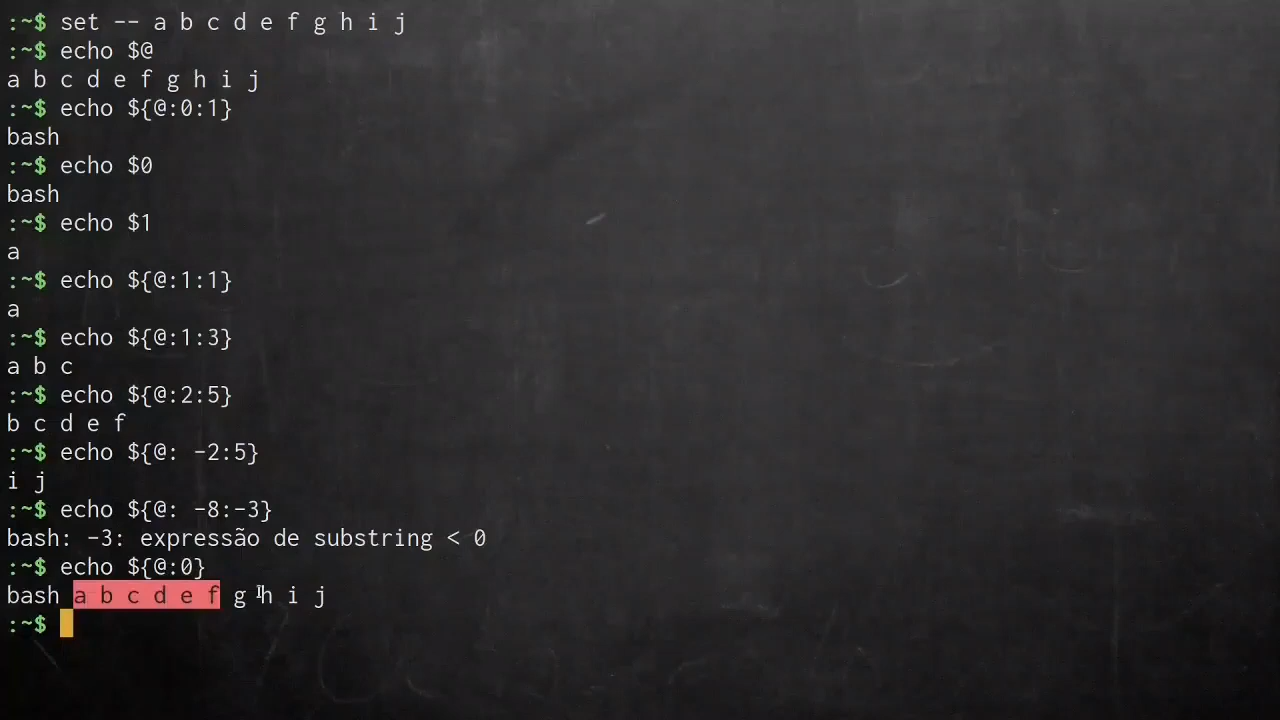 :~$ set -- a b c d e f g h i j
:~$ echo $@
a b c d e f g h i j
:~$ echo ${@:0:1}
bash
:~$ echo $0
bash
:~$ echo $1
a
:~$ echo ${@:1:1}
a
:~$ echo ${@:1:3}
a b c
:~$ echo ${@:2:5}
b c d e f
:~$ echo ${@: -2:5}
i j
:~$ echo ${@: -8:-3}
bash: -3: expressão de substring < 0
:~$ echo ${@:0}
bash a b c d e f g h i j
:~$